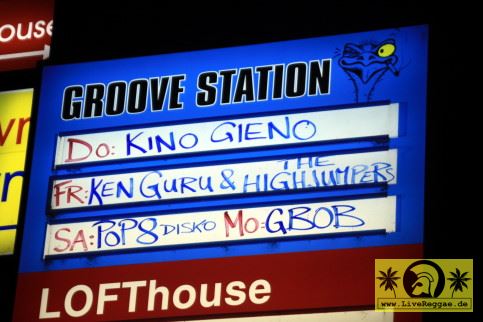 ouse
GROOVE STATION
Do: KINO GIENO
FR: KEN GURU & THE HIGHJUMPERS
SA: POP8 DISKO MO: GBOB
LOFThouse
www.LiveReggae.de